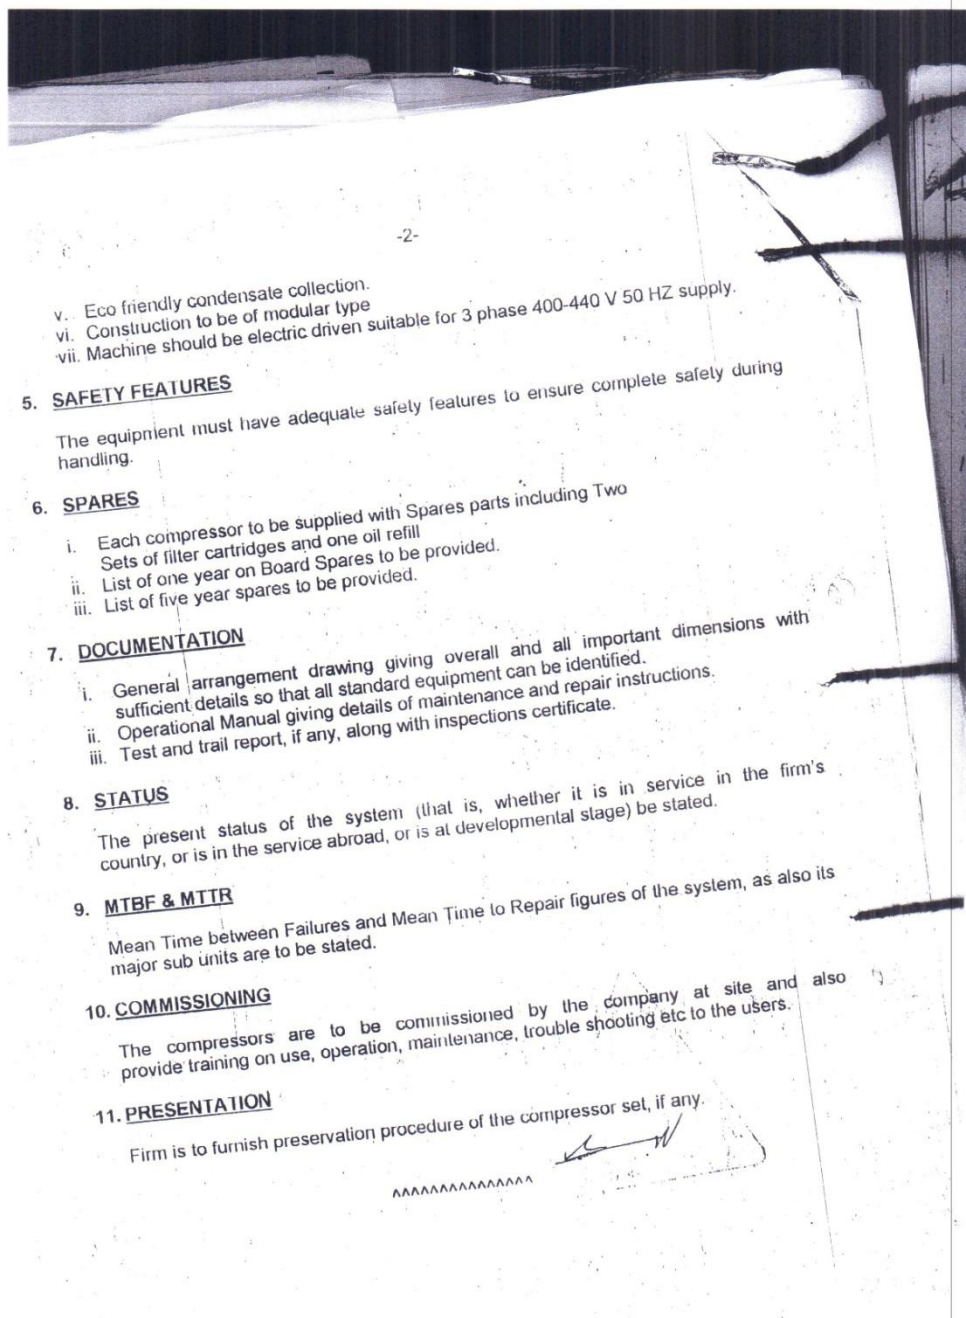 -2-
v. Eco friendly condensate collection.
vi. Construction to be of modular type
vii. Machine should be electric driven suitable for 3 phase 400-440 V 50 HZ supply.
5. SAFETY FEATURES
The equipment must have adequate safety features to ensure complete safety during
handling.
6. SPARES
i. Each compressor to be supplied with Spares parts including Two
Sets of filter cartridges and one oil refill
ii. List of one year on Board Spares to be provided.
iii. List of five year spares to be provided.
7. DOCUMENTATION
i. General arrangement drawing giving overall and all important dimensions with
sufficient details so that all standard equipment can be identified.
ii. Operational Manual giving details of maintenance and repair instructions.
iii. Test and trail report, if any, along with inspections certificate.
8. STATUS
The present status of the system (that is, whether it is in service in the firm's
country, or is in the service abroad, or is at developmental stage) be stated.
9. MTBF & MTTR
Mean Time between Failures and Mean Time to Repair figures of the system, as also its
major sub units are to be stated.
10. COMMISSIONING
The compressors are to be commissioned by the company at site and also
provide training on use, operation, maintenance, trouble shooting etc to the users.
11. PRESENTATION
Firm is to furnish preservation procedure of the compressor set, if any.
^^^^^^^^^^^^^^^